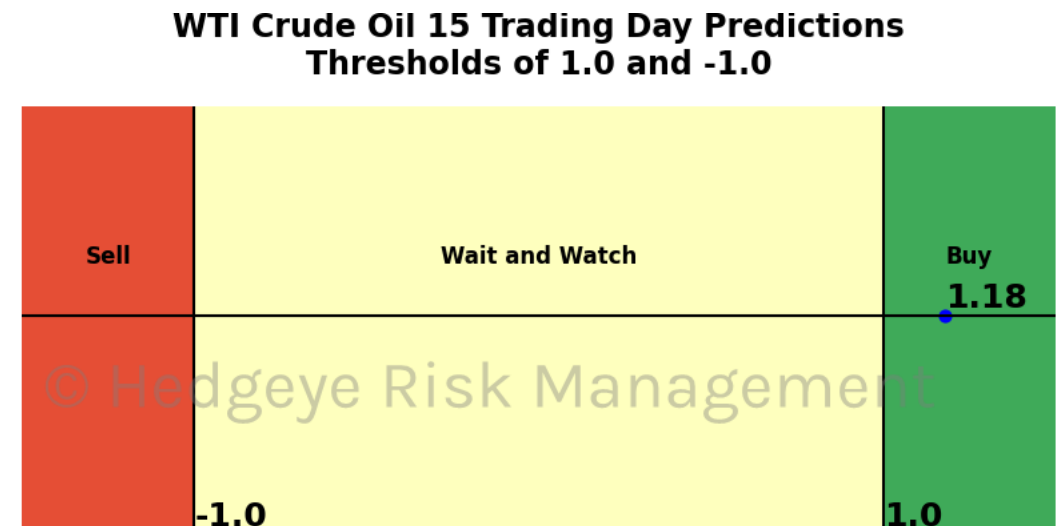 WTI Crude Oil 15 Trading Day Predictions
Thresholds of 1.0 and -1.0
Sell
Wait and Watch
Buy
1.18
© Hedgeye Risk Management
-1.0
1.0